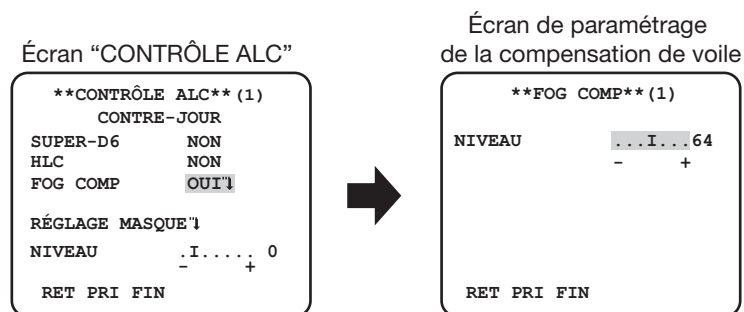 Écran “CONTRÔLE ALC”
**CONTRÔLE ALC**(1)
CONTRE-JOUR
SUPER-D6 NON
HLC NON
FOG COMP OUI
RÉGLAGE MASQUE
NIVEAU .I..... 0
- +
RET PRI FIN
Écran de paramétrage
de la compensation de voile
**FOG COMP**(1)
NIVEAU ...I...64
- +
RET PRI FIN